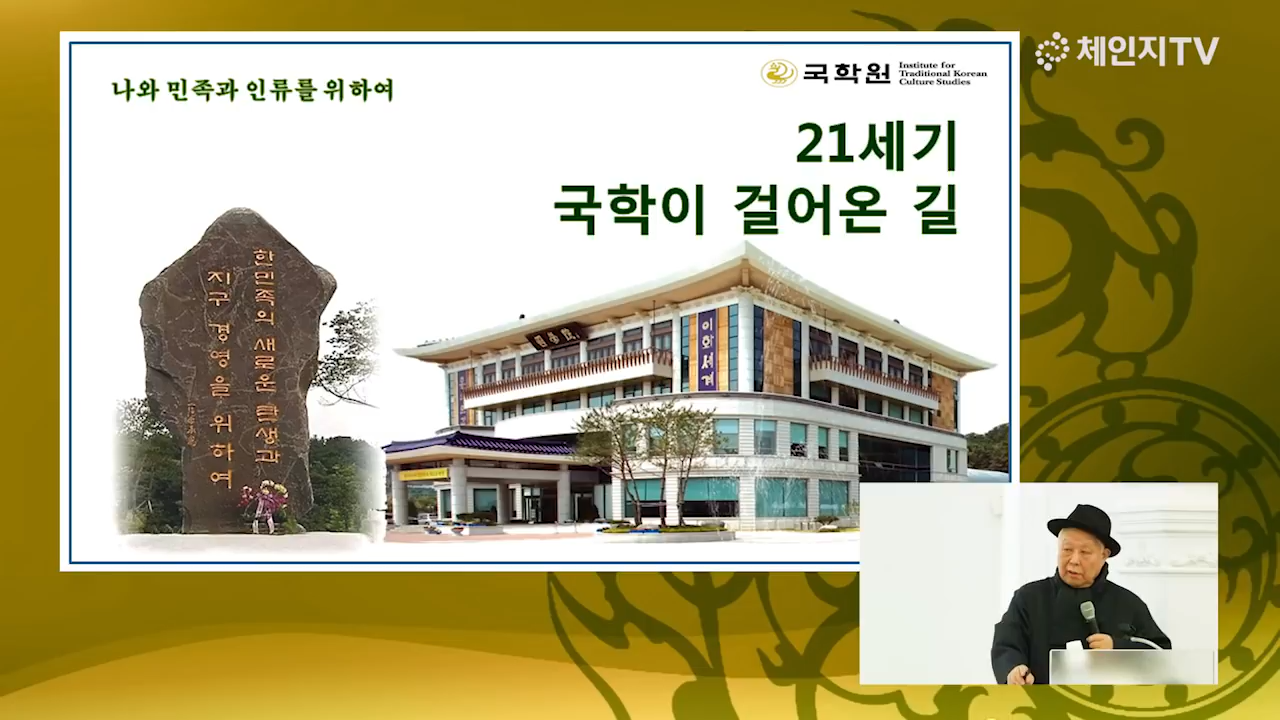 체인지TV
나와 민족과 인류를 위하여
국학원
Institute for
Traditional Korean
Culture Studies
21세기
국학이 걸어온 길
한민족의 새로운 탄생과
지구 경영을 위하여
國學院
이화세계